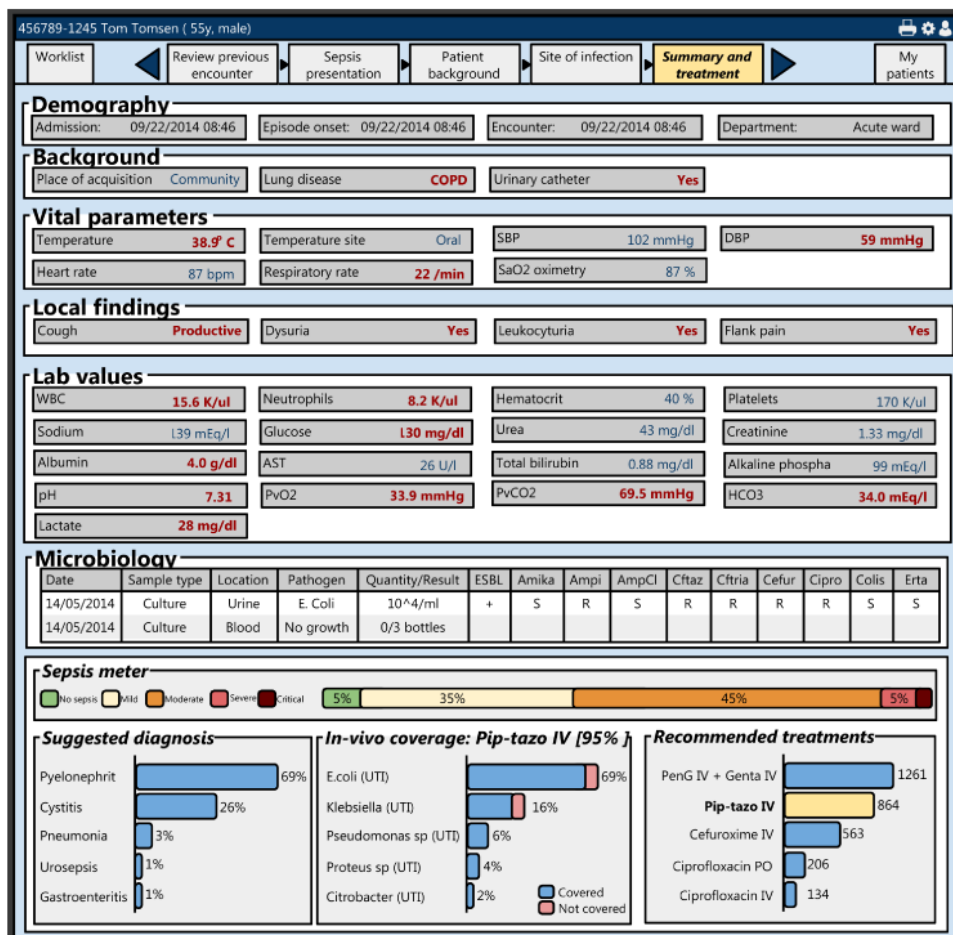 456789-1245 Tom Tomsen ( 55y, male)
Worklist
Review previous encounter
Sepsis presentation
Patient background
Site of infection
Summary and treatment
My patients
Demography
Admission: 09/22/2014 08:46 Episode onset: 09/22/2014 08:46 Encounter: 09/22/2014 08:46 Department: Acute ward
Background
Place of acquisition Community Lung disease COPD Urinary catheter Yes
Vital parameters
Temperature 38.9° C Temperature site Oral SBP 102 mmHg DBP 59 mmHg
Heart rate 87 bpm Respiratory rate 22 /min SaO2 oximetry 87 %
Local findings
Cough Productive Dysuria Yes Leukocyturia Yes Flank pain Yes
Lab values
WBC 15.6 K/ul Neutrophils 8.2 K/ul Hematocrit 40 % Platelets 170 K/ul
Sodium 139 mEq/l Glucose 130 mg/dl Urea 43 mg/dl Creatinine 1.33 mg/dl
Albumin 4.0 g/dl AST 26 U/l Total bilirubin 0.88 mg/dl Alkaline phospha 99 mEq/l
pH 7.31 PvO2 33.9 mmHg PvCO2 69.5 mmHg HCO3 34.0 mEq/l
Lactate 28 mg/dl
Microbiology
Date Sample type Location Pathogen Quantity/Result ESBL Amika Ampi AmpCl Cftaz Cftria Cefur Cipro Colis Erta
14/05/2014 Culture Urine E. Coli 10^4/ml + S R S R R R R S S
14/05/2014 Culture Blood No growth 0/3 bottles
Sepsis meter
No sepsis Mild Moderate Severe Critical 5% 35% 45% 5%
Suggested diagnosis
Pyelonephrit 69%
Cystitis 26%
Pneumonia 3%
Urosepsis 1%
Gastroenteritis 1%
In-vivo coverage: Pip-tazo IV [95% ]
E.coli (UTI) 69%
Klebsiella (UTI) 16%
Pseudomonas sp (UTI) 6%
Proteus sp (UTI) 4%
Citrobacter (UTI) 2%
Covered
Not covered
Recommended treatments
PenG IV + Genta IV 1261
Pip-tazo IV 864
Cefuroxime IV 563
Ciprofloxacin PO 206
Ciprofloxacin IV 134